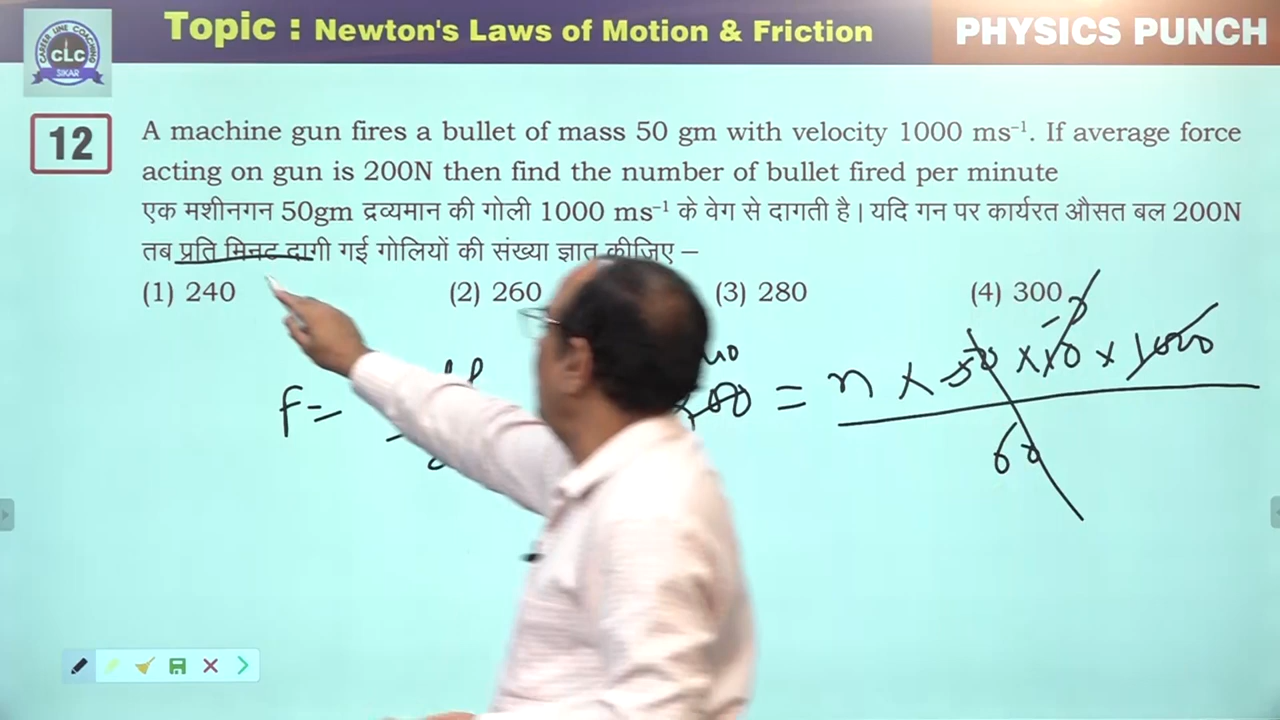 Topic : Newton's Laws of Motion & Friction
PHYSICS PUNCH
CAREER LINE COACHING
CLC
SIKAR
12
A machine gun fires a bullet of mass 50 gm with velocity 1000 ms⁻¹. If average force
acting on gun is 200N then find the number of bullet fired per minute
एक मशीनगन 50gm द्रव्यमान की गोली 1000 ms⁻¹ के वेग से दागती है। यदि गन पर कार्यरत औसत बल 200N
तब प्रति मिनट दागी गई गोलियों की संख्या ज्ञात कीजिए –
(1) 240 (2) 260 (3) 280 (4) 300
f =
= n × 50 × 10 × 1000
60